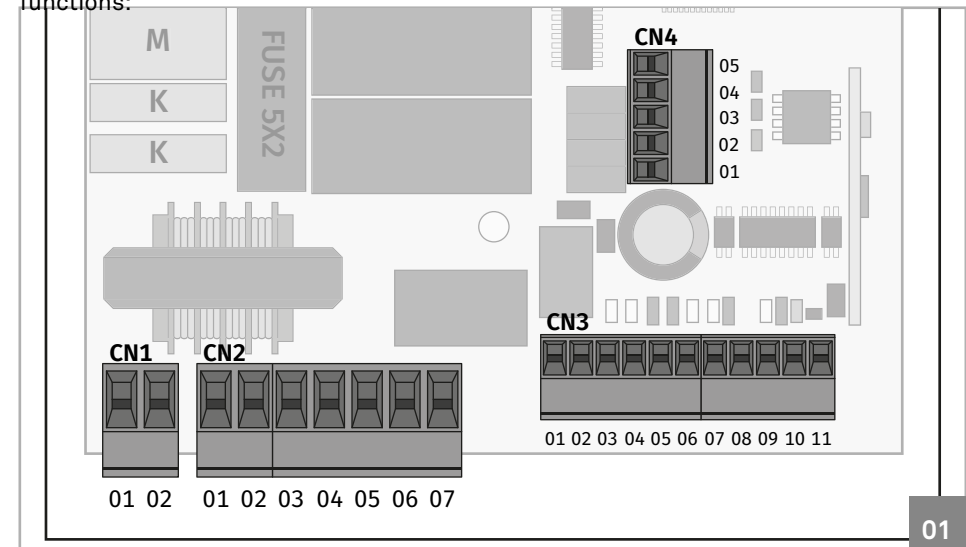 functions:
M
K
K
FUSE 5X2
CN4
05
04
03
02
01
CN3
01 02 03 04 05 06 07 08 09 10 11
CN1
01 02
CN2
01 02 03 04 05 06 07
01